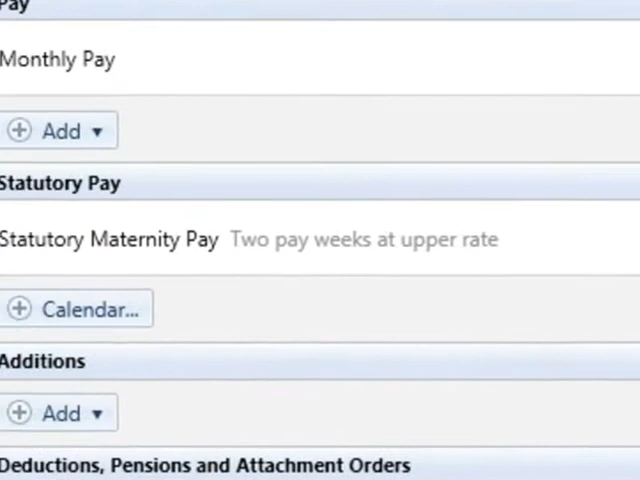 Pay
Monthly Pay
Add
Statutory Pay
Statutory Maternity Pay Two pay weeks at upper rate
Calendar...
Additions
Add
Deductions, Pensions and Attachment Orders